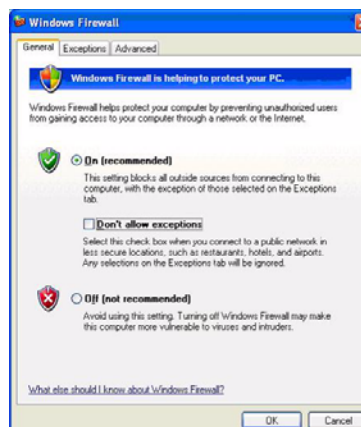 Windows Firewall
General Exceptions Advanced
Windows Firewall is helping to protect your PC.
Windows Firewall helps protect your computer by preventing unauthorized users
from gaining access to your computer through a network or the Internet.
On (recommended)
This setting blocks all outside sources from connecting to this
computer, with the exception of those selected on the Exceptions
tab.
Don't allow exceptions
Select this check box when you connect to a public network in
less secure locations, such as restaurants, hotels, and airports.
Any selections on the Exceptions tab will be ignored.
Off (not recommended)
Avoid using this setting. Turning off Windows Firewall may make
this computer more vulnerable to viruses and intruders.
What else should I know about Windows Firewall?
OK Cancel